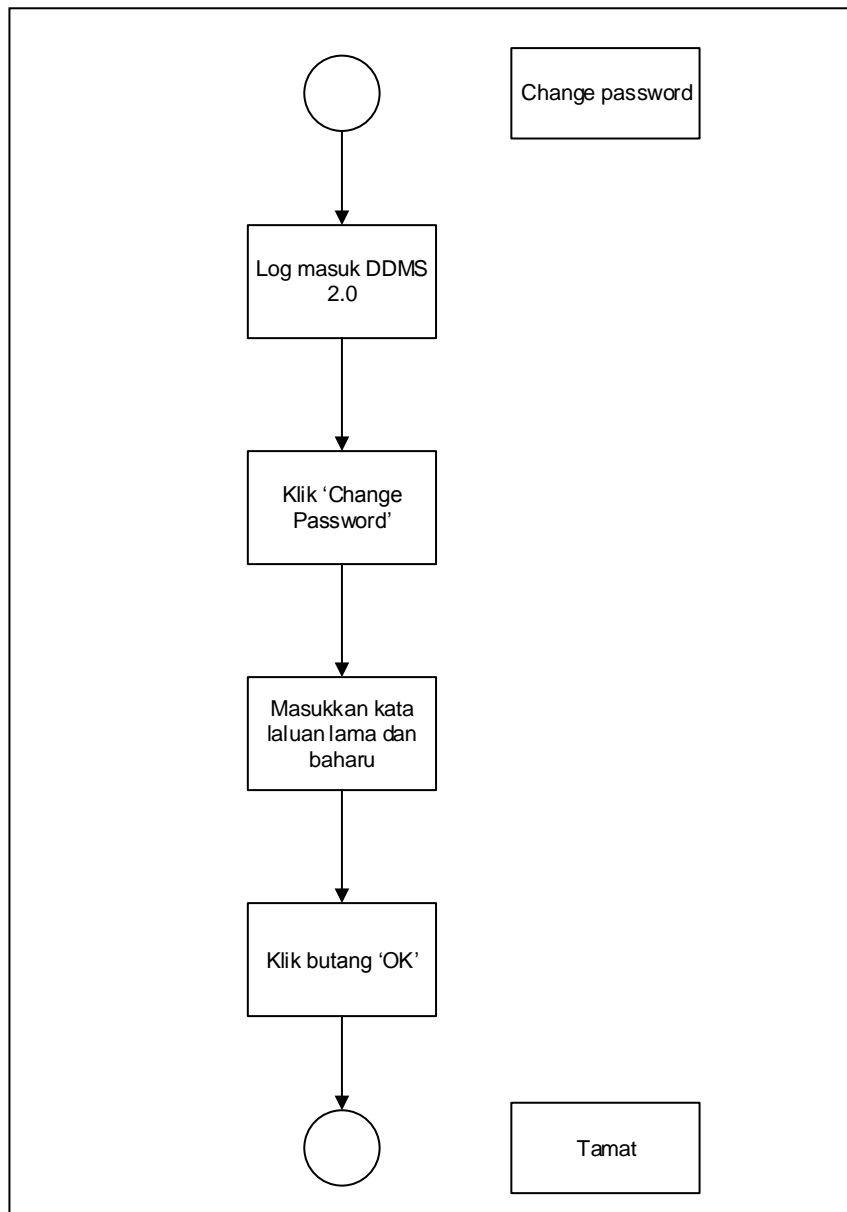 Change password
Log masuk DDMS
2.0
Klik ‘Change
Password’
Masukkan kata
laluan lama dan
baharu
Klik butang ‘OK’
Tamat